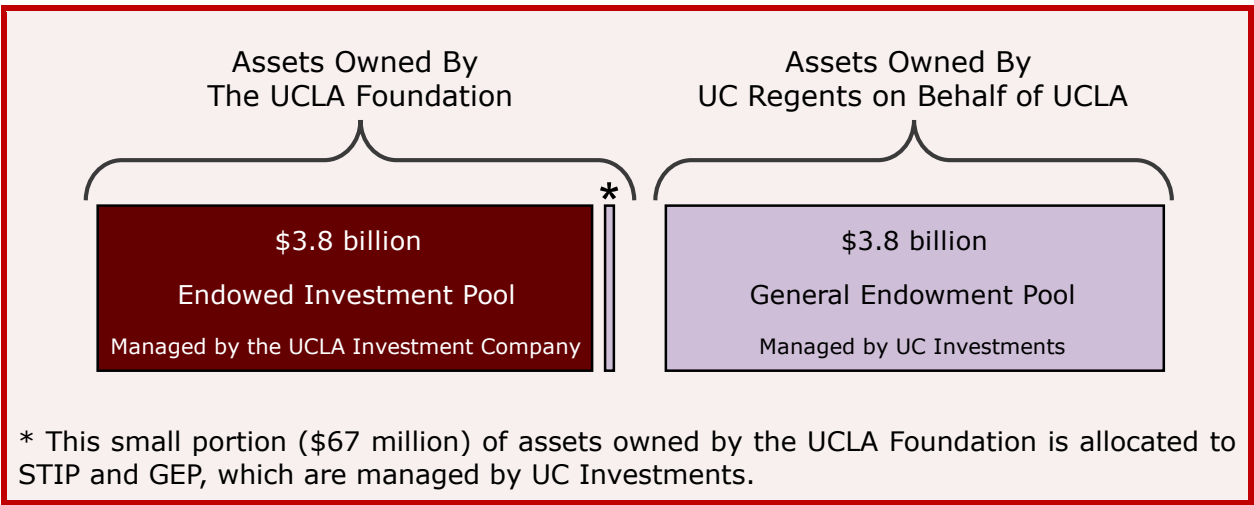 Assets Owned By
The UCLA Foundation
Assets Owned By
UC Regents on Behalf of UCLA
*
$3.8 billion
Endowed Investment Pool
Managed by the UCLA Investment Company
$3.8 billion
General Endowment Pool
Managed by UC Investments
* This small portion ($67 million) of assets owned by the UCLA Foundation is allocated to
STIP and GEP, which are managed by UC Investments.